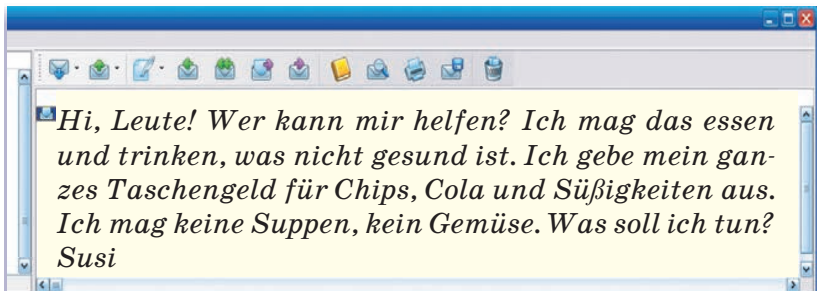 Hi, Leute! Wer kann mir helfen? Ich mag das essen
und trinken, was nicht gesund ist. Ich gebe mein gan-
zes Taschengeld für Chips, Cola und Süßigkeiten aus.
Ich mag keine Suppen, kein Gemüse. Was soll ich tun?
Susi